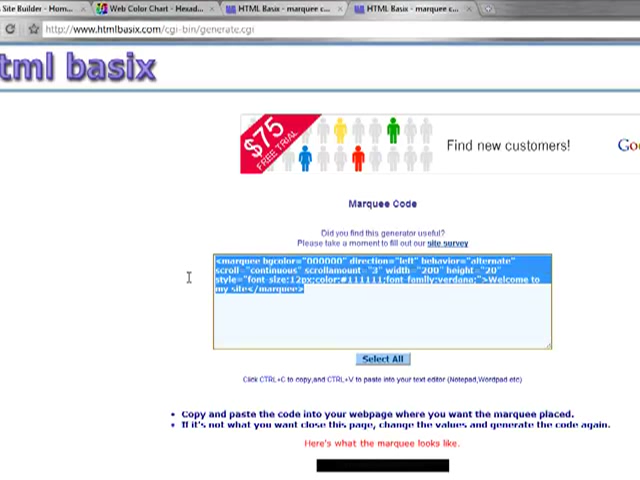 Site Builder - Hom...
Web Color Chart - Hexad...
HTML Basix - marquee c...
HTML Basix - marquee c...
http://www.htmlbasix.com/cgi-bin/generate.cgi
tml basix
$75
FREE TRIAL
Find new customers!
Goo
Marquee Code
Did you find this generator useful?
Please take a moment to fill out our site survey
<marquee bgcolor="000000" direction="left" behavior="alternate"
scroll="continuous" scrollamount="3" width="200" height="20"
style="font size:12px;color:#111111;font family:verdana;">Welcome to
my site</marquee>
Select All
Click CTRL+C to copy,and CTRL+V to paste into your text editor (Notepad,Wordpad etc)
• Copy and paste the code into your webpage where you want the marquee placed.
• If it's not what you want close this page, change the values and generate the code again.
Here's what the marquee looks like.